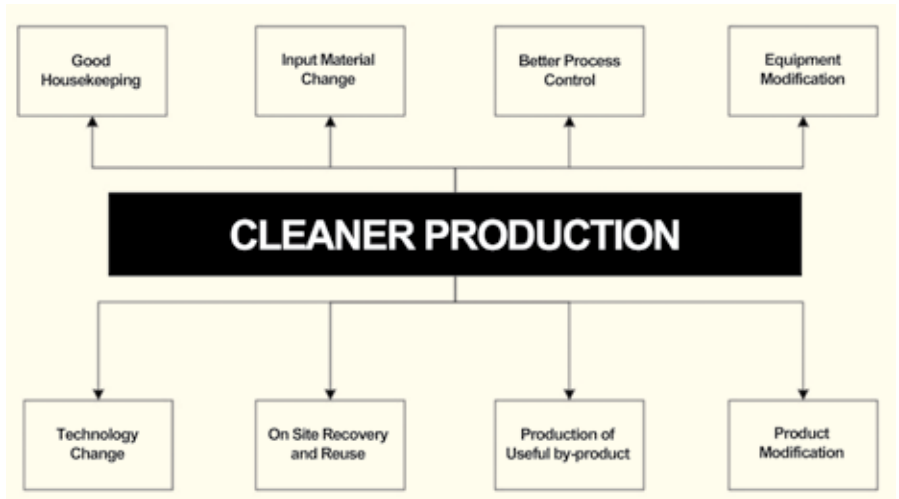 Good
Housekeeping
Input Material
Change
Better Process
Control
Equipment
Modification
CLEANER PRODUCTION
Technology
Change
On Site Recovery
and Reuse
Production of
Useful by-product
Product
Modification